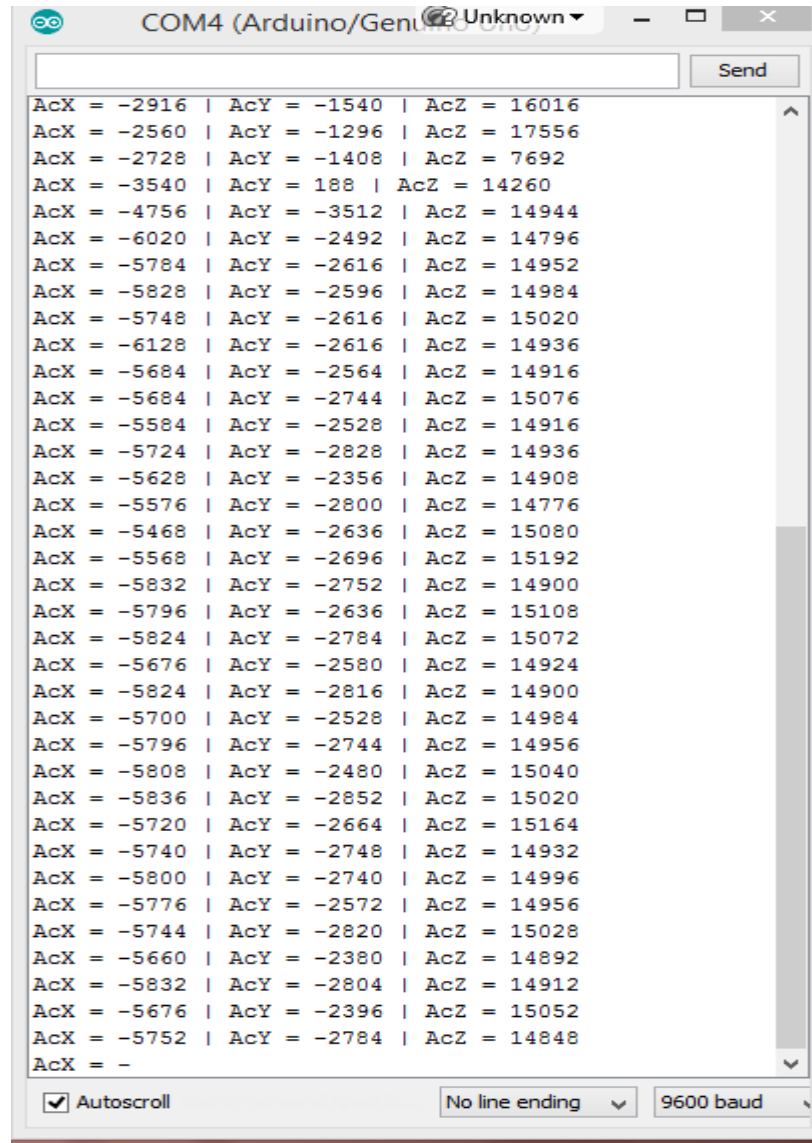 COM4 (Arduino/Genuino Uno)
Unknown
Send
AcX = -2916 | AcY = -1540 | AcZ = 16016
AcX = -2560 | AcY = -1296 | AcZ = 17556
AcX = -2728 | AcY = -1408 | AcZ = 7692
AcX = -3540 | AcY = 188 | AcZ = 14260
AcX = -4756 | AcY = -3512 | AcZ = 14944
AcX = -6020 | AcY = -2492 | AcZ = 14796
AcX = -5784 | AcY = -2616 | AcZ = 14952
AcX = -5828 | AcY = -2596 | AcZ = 14984
AcX = -5748 | AcY = -2616 | AcZ = 15020
AcX = -6128 | AcY = -2616 | AcZ = 14936
AcX = -5684 | AcY = -2564 | AcZ = 14916
AcX = -5684 | AcY = -2744 | AcZ = 15076
AcX = -5584 | AcY = -2528 | AcZ = 14916
AcX = -5724 | AcY = -2828 | AcZ = 14936
AcX = -5628 | AcY = -2356 | AcZ = 14908
AcX = -5576 | AcY = -2800 | AcZ = 14776
AcX = -5468 | AcY = -2636 | AcZ = 15080
AcX = -5568 | AcY = -2696 | AcZ = 15192
AcX = -5832 | AcY = -2752 | AcZ = 14900
AcX = -5796 | AcY = -2636 | AcZ = 15108
AcX = -5824 | AcY = -2784 | AcZ = 15072
AcX = -5676 | AcY = -2580 | AcZ = 14924
AcX = -5824 | AcY = -2816 | AcZ = 14900
AcX = -5700 | AcY = -2528 | AcZ = 14984
AcX = -5796 | AcY = -2744 | AcZ = 14956
AcX = -5808 | AcY = -2480 | AcZ = 15040
AcX = -5836 | AcY = -2852 | AcZ = 15020
AcX = -5720 | AcY = -2664 | AcZ = 15164
AcX = -5740 | AcY = -2748 | AcZ = 14932
AcX = -5800 | AcY = -2740 | AcZ = 14996
AcX = -5776 | AcY = -2572 | AcZ = 14956
AcX = -5744 | AcY = -2820 | AcZ = 15028
AcX = -5660 | AcY = -2380 | AcZ = 14892
AcX = -5832 | AcY = -2804 | AcZ = 14912
AcX = -5676 | AcY = -2396 | AcZ = 15052
AcX = -5752 | AcY = -2784 | AcZ = 14848
AcX = -
Autoscroll
No line ending
9600 baud